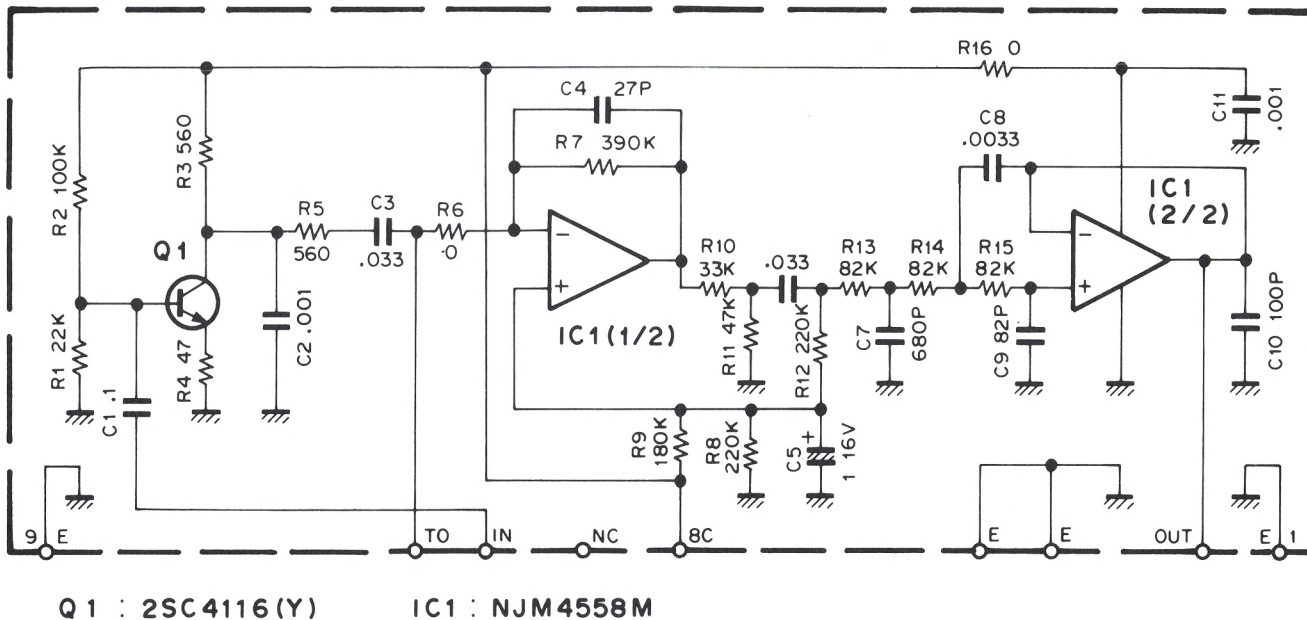 R16 0
C4 27P
C11 .001
C8
.0033
R7 390K
R3 560
R2 100K
IC1
(2/2)
C3
R6
R5
560
.033
0
Q1
R10
33K
.033
R13
82K
R14
82K
R15
82K
−
+
−
+
IC1(1/2)
C2 .001
R1 22K
R4 47
C1 .1
R11 47K
R12 220K
C7
680P
C9 82P
C10 100P
R9
180K
R8
220K
C5
+
1 16V
9 E
TO
IN
NC
8C
E
E
OUT
E 1
Q1 : 2SC4116(Y) IC1 : NJM4558M